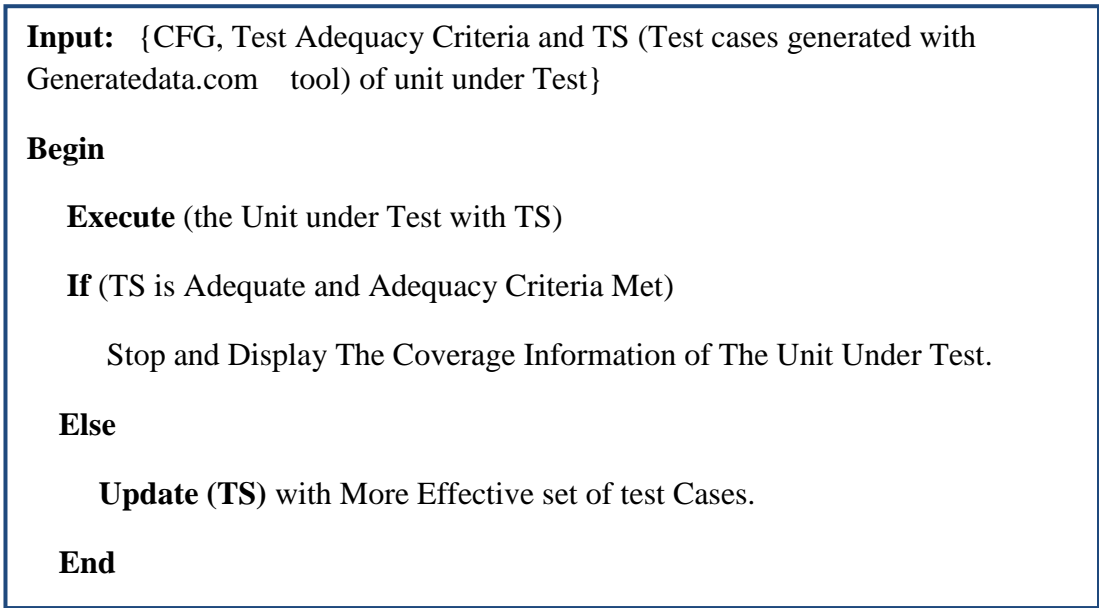 Input: {CFG, Test Adequacy Criteria and TS (Test cases generated with
Generatedata.com tool) of unit under Test}
Begin
Execute (the Unit under Test with TS)
If (TS is Adequate and Adequacy Criteria Met)
Stop and Display The Coverage Information of The Unit Under Test.
Else
Update (TS) with More Effective set of test Cases.
End